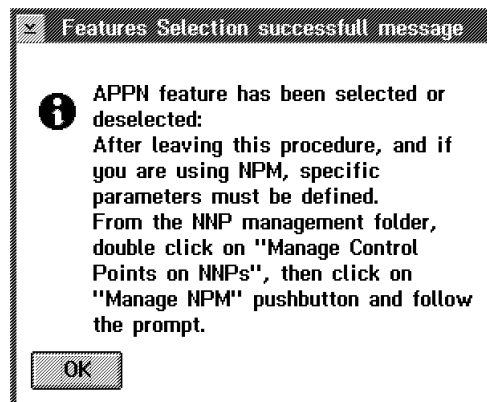 Features Selection successfull message
APPN feature has been selected or
deselected:
After leaving this procedure, and if
you are using NPM, specific
parameters must be defined.
From the NNP management folder,
double click on "Manage Control
Points on NNPs", then click on
"Manage NPM" pushbutton and follow
the prompt.
OK